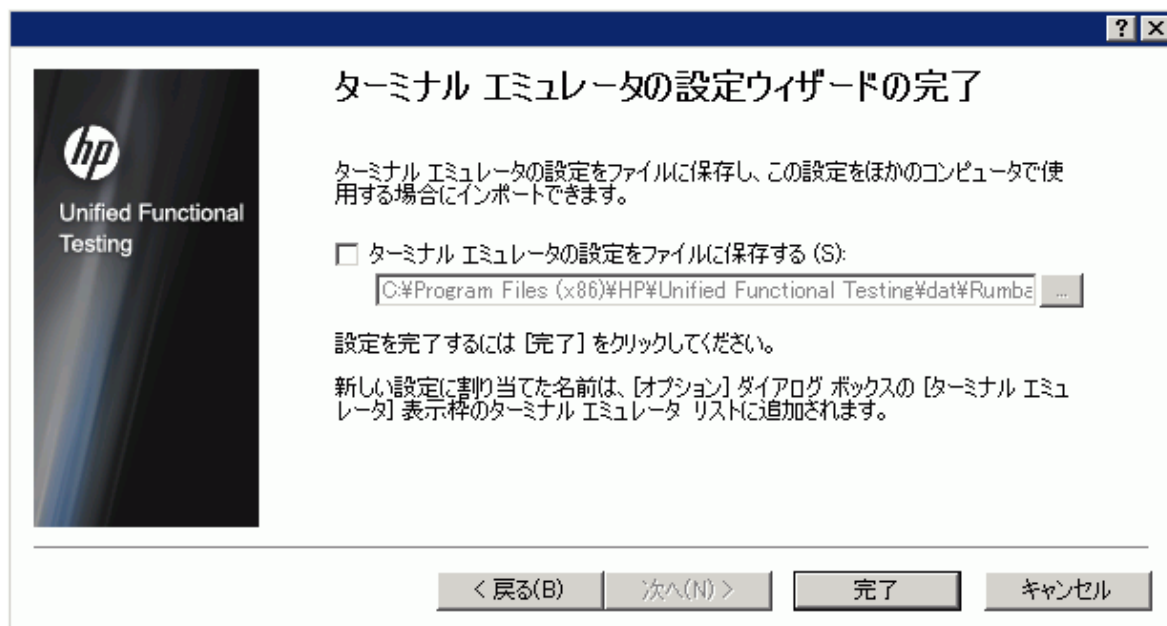 ? ×
hp
Unified Functional
Testing
ターミナル エミュレータの設定ウィザードの完了
ターミナル エミュレータの設定をファイルに保存し、この設定をほかのコンピュータで使
用する場合にインポートできます。
ターミナル エミュレータの設定をファイルに保存する (S):
C:¥Program Files (x86)¥HP¥Unified Functional Testing¥dat¥Rumba
...
設定を完了するには [完了] をクリックしてください。
新しい設定に割り当てた名前は、[オプション] ダイアログ ボックスの [ターミナル エミュ
レータ] 表示枠のターミナル エミュレータ リストに追加されます。
< 戻る(B)
次へ(N) >
完了
キャンセル